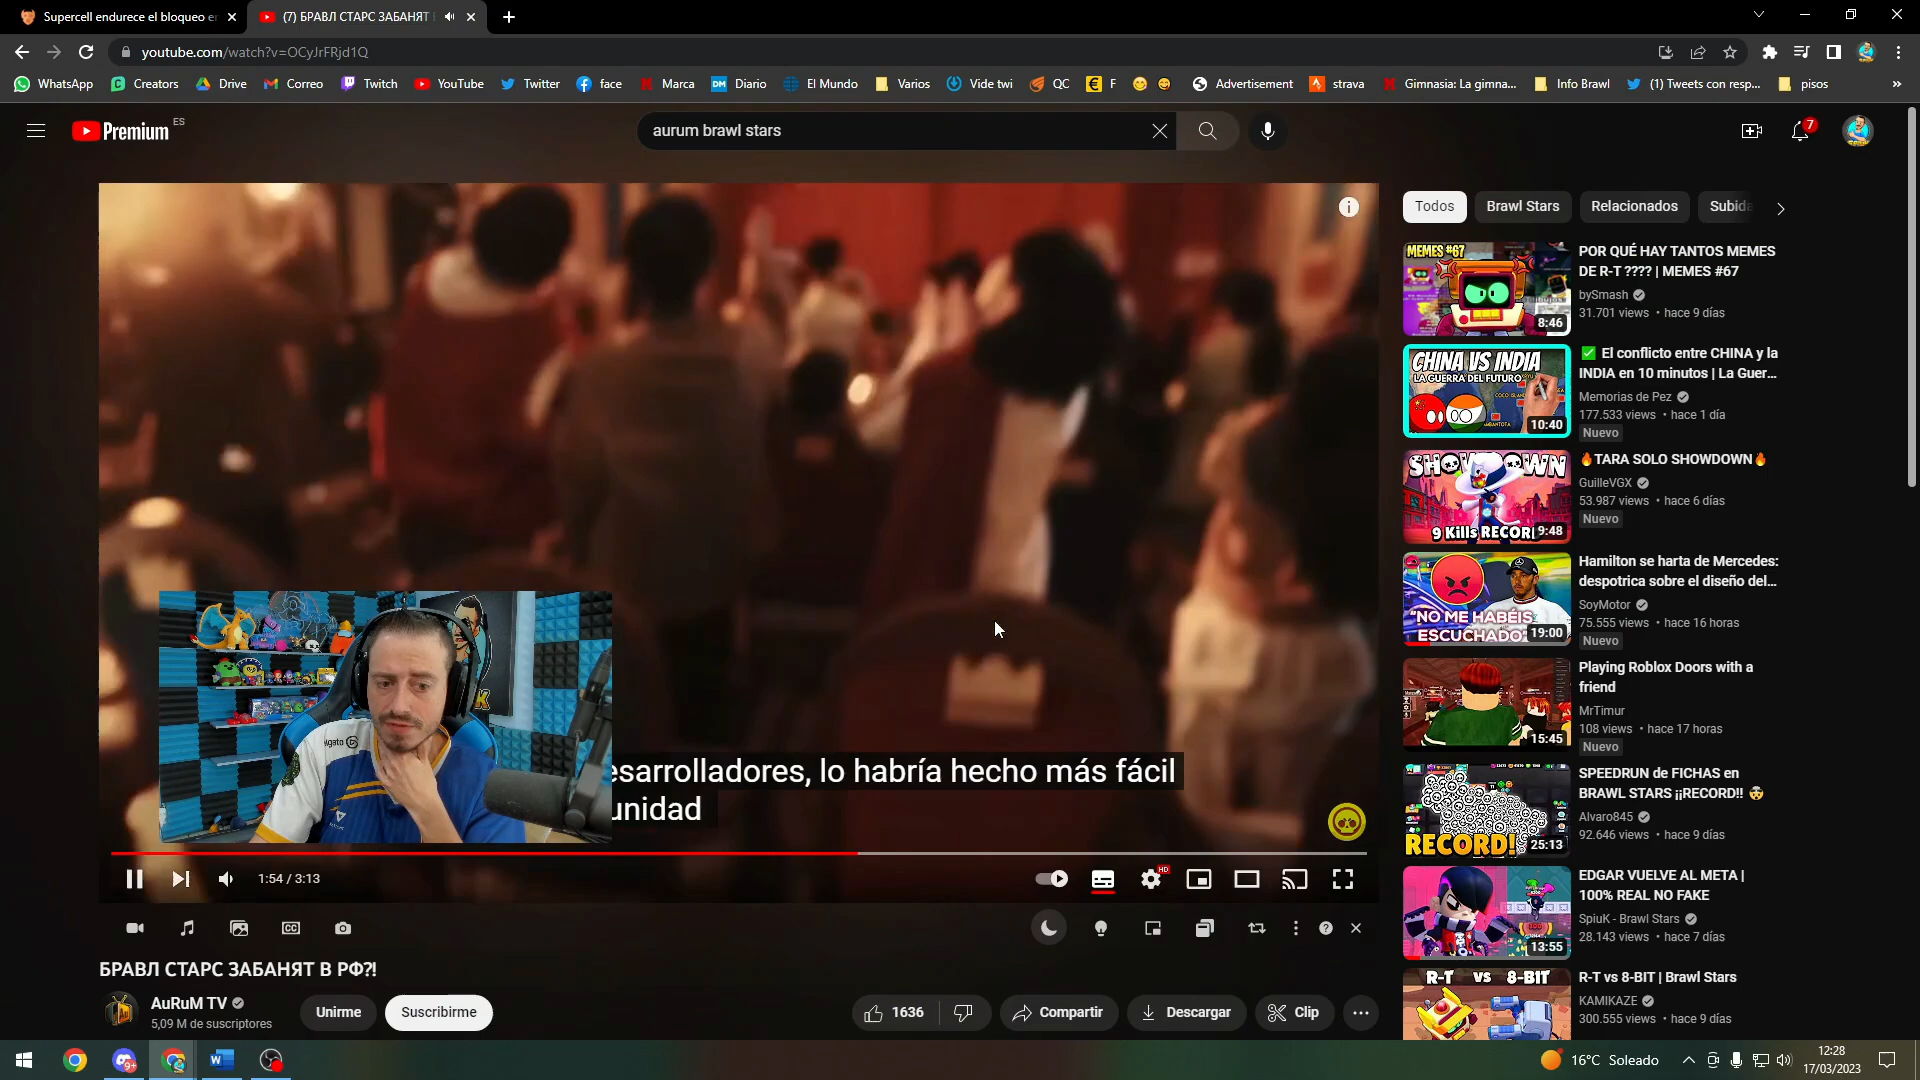 Supercell endurece el bloqueo en
(7) БРАВЛ СТАРС ЗАБАНЯТ
youtube.com/watch?v=OCyJrFRjd1Q
WhatsApp
Creators
Drive
Correo
Twitch
YouTube
Twitter
face
Marca
DM
Diario
El Mundo
Varios
Vide twi
QC
F
Advertisement
strava
Gimnasia: La gimna...
Info Brawl
(1) Tweets con resp...
pisos
Premium
ES
aurum brawl stars
7
Todos
Brawl Stars
Relacionados
Subida
MEMES #67
8:46
POR QUÉ HAY TANTOS MEMES
DE R-T ???? | MEMES #67
bySmash
31.701 views • hace 9 días
CHINA VS INDIA
LA GUERRA DEL FUTURO
10:40
El conflicto entre CHINA y la
INDIA en 10 minutos | La Guer...
Memorias de Pez
177.533 views • hace 1 día
Nuevo
SHOWDOWN
9 Kills RECORD
9:48
TARA SOLO SHOWDOWN
GuilleVGX
53.987 views • hace 6 días
Nuevo
"NO ME HABÉIS
ESCUCHADO"
19:00
Hamilton se harta de Mercedes:
despotrica sobre el diseño del...
SoyMotor
75.555 views • hace 16 horas
Nuevo
15:45
Playing Roblox Doors with a
friend
MrTimur
108 views • hace 17 horas
Nuevo
RECORD!
25:13
SPEEDRUN de FICHAS en
BRAWL STARS ¡¡RECORD!!
Alvaro845
92.646 views • hace 9 días
13:55
EDGAR VUELVE AL META |
100% REAL NO FAKE
SpiuK - Brawl Stars
28.143 views • hace 7 días
R-T VS 8-BIT
R-T vs 8-BIT | Brawl Stars
KAMIKAZE
300.555 views • hace 9 días
esarrolladores, lo habría hecho más fácil
unidad
1:54 / 3:13
HD
CC
БРАВЛ СТАРС ЗАБАНЯТ В РФ?!
AuRuM TV
5,09 M de suscriptores
Unirme
Suscribirme
1636
Compartir
Descargar
Clip
9+
W
16°C Soleado
12:28
17/03/2023